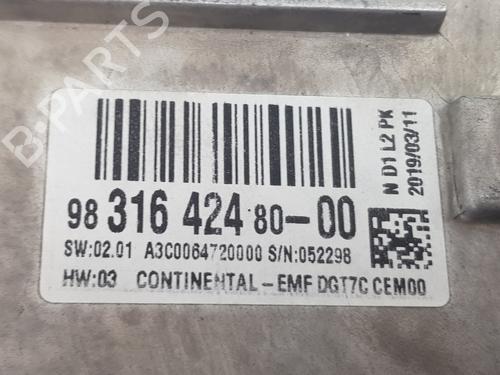 B-PARTS
98 316 424 80-00
SW:02.01 A3C0064720000 S/N:052298
HW:03 CONTINENTAL-EMF DGT7C CEM00
N D1 L2 PK
2019/03/11